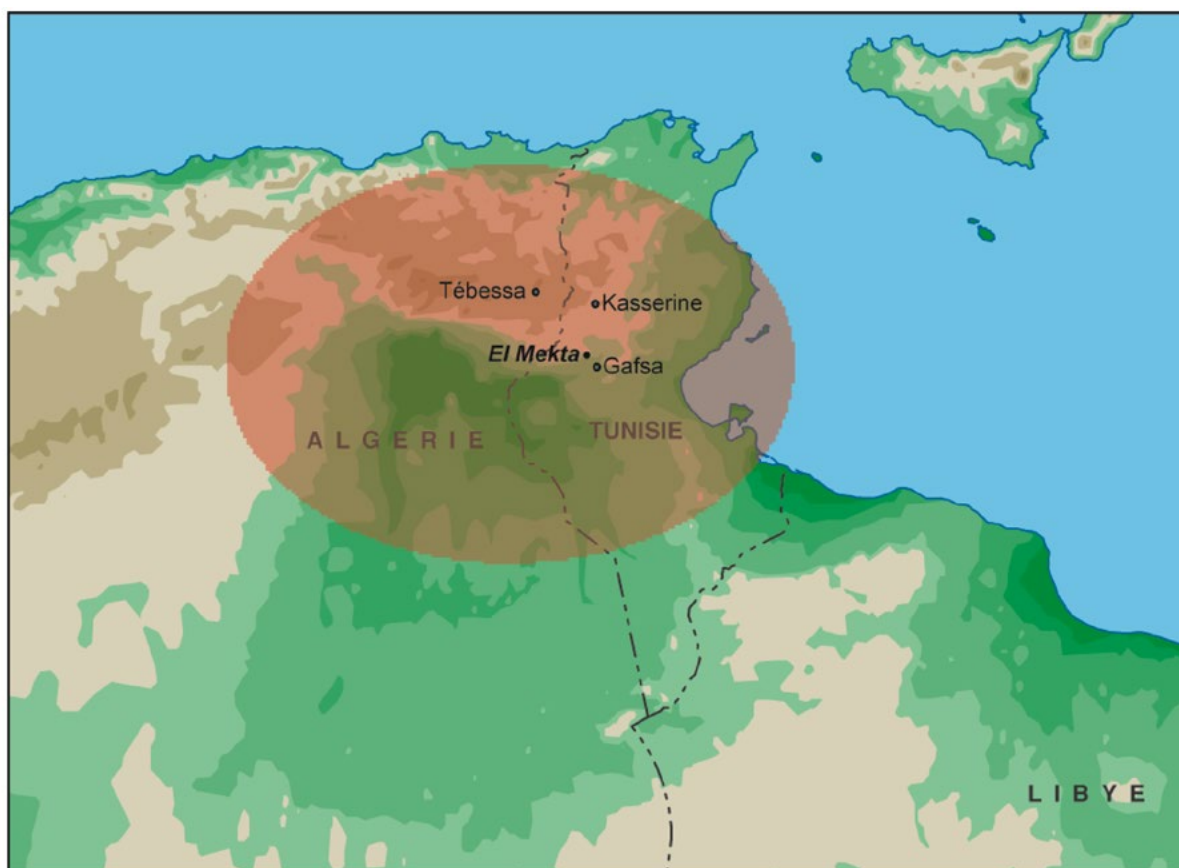 Tébessa
Kasserine
El Mekta
Gafsa
ALGERIE
TUNISIE
LIBYE